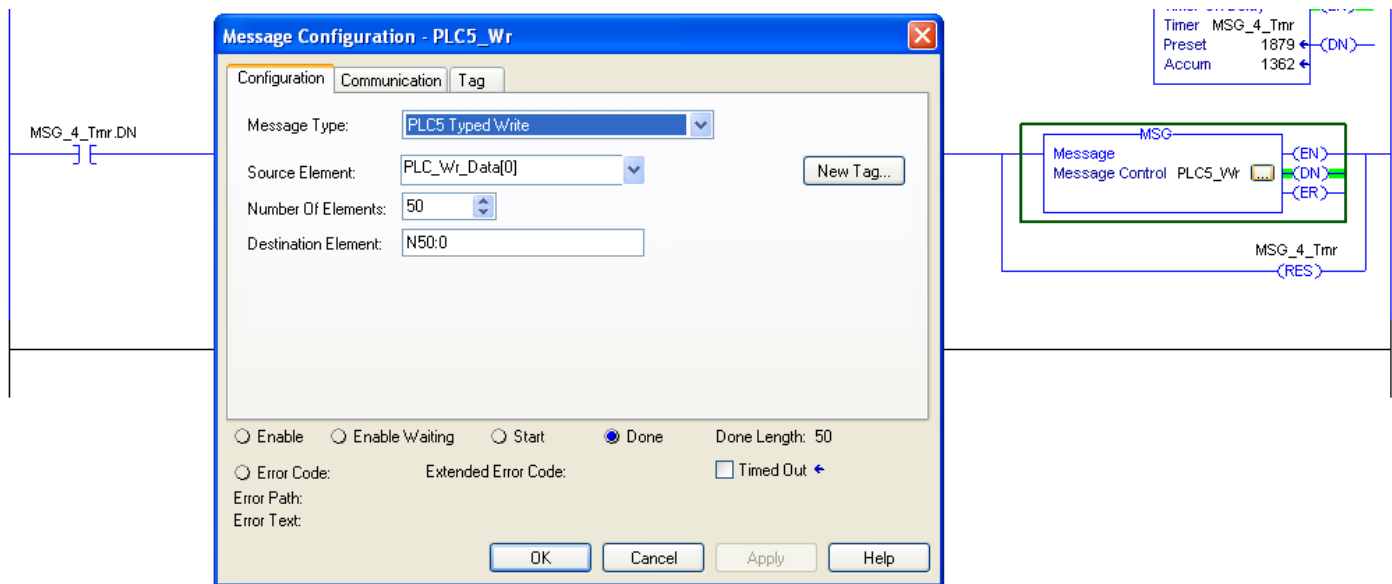 Message Configuration - PLC5_Wr
Configuration Communication Tag
Message Type: PLC5 Typed Write
Source Element: PLC_Wr_Data[0] New Tag...
Number Of Elements: 50
Destination Element: N50:0
Enable Enable Waiting Start Done Done Length: 50
Error Code: Extended Error Code: Timed Out
Error Path:
Error Text:
OK Cancel Apply Help
MSG_4_Tmr.DN
Timer MSG_4_Tmr
Preset 1879 (DN)
Accum 1362
MSG
Message (EN)
Message Control PLC5_Wr ... (DN)
(ER)
MSG_4_Tmr
(RES)